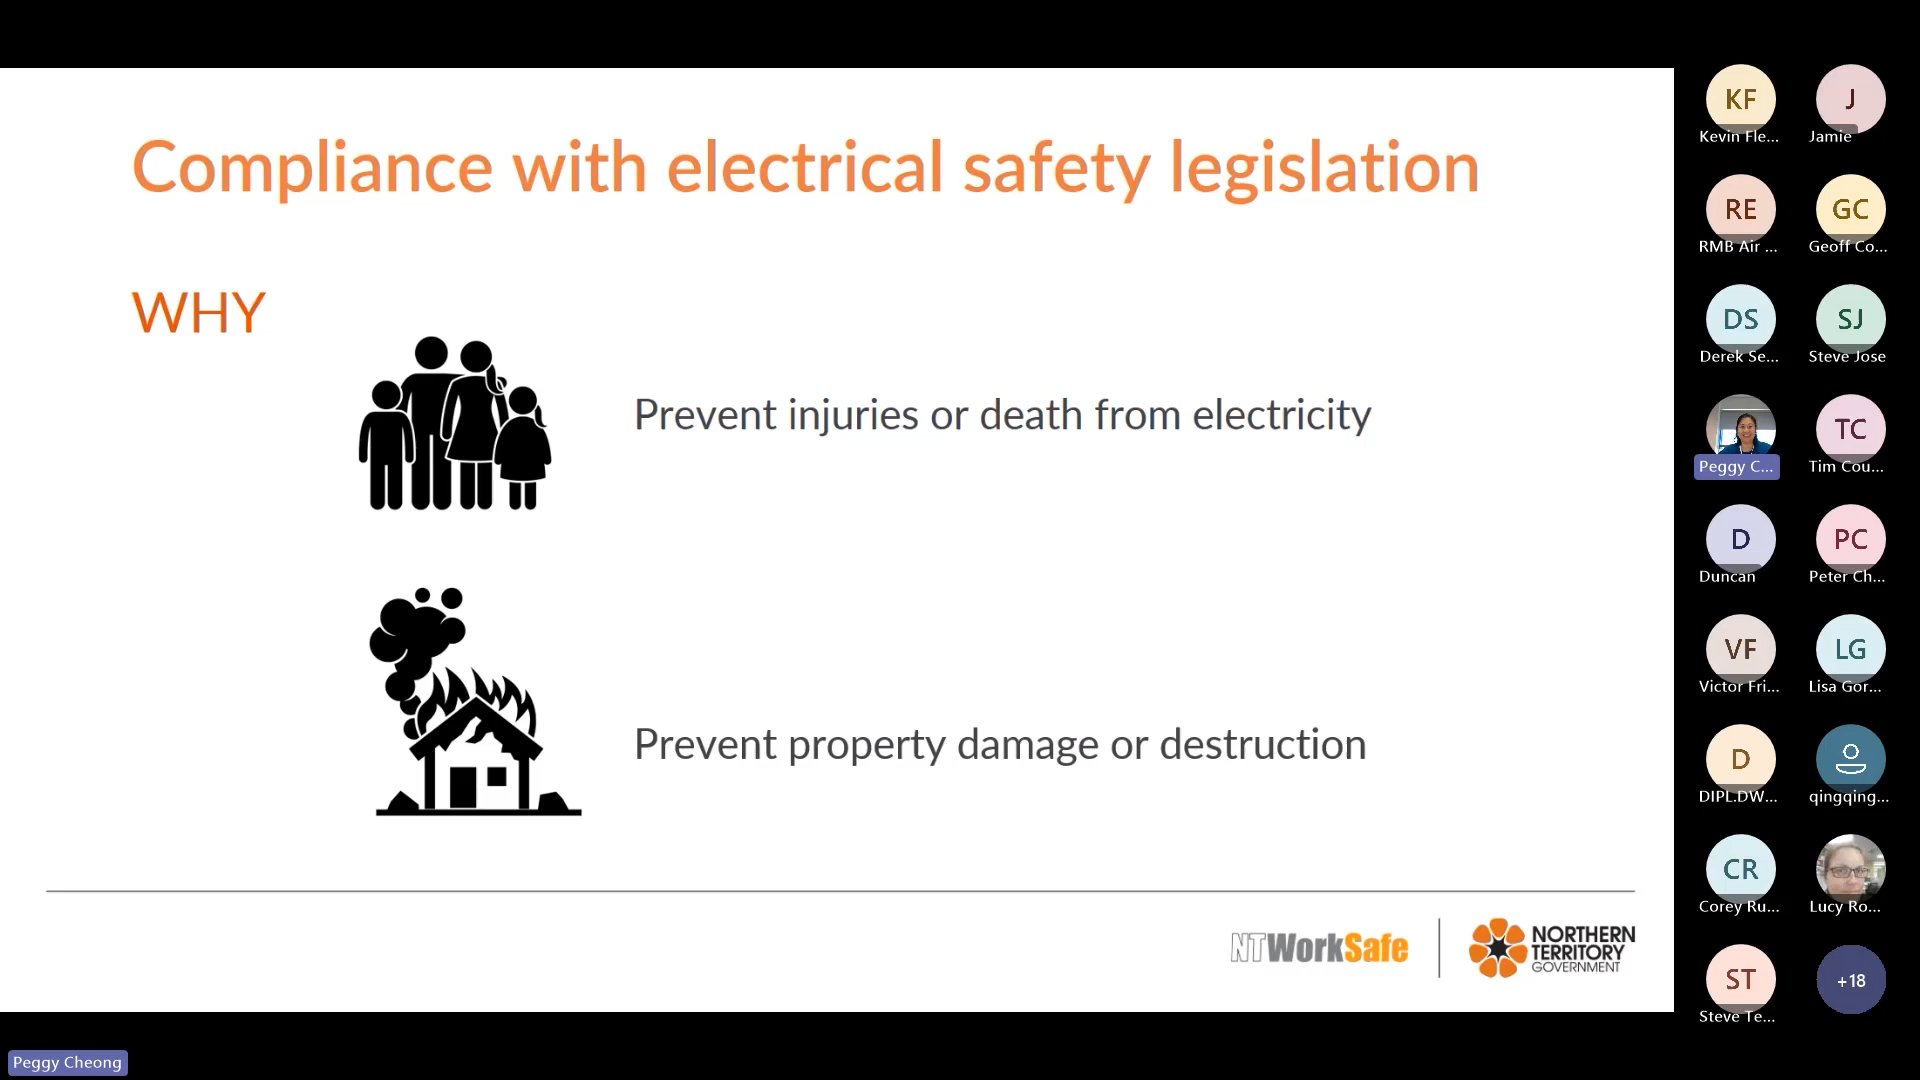 Compliance with electrical safety legislation
WHY
Prevent injuries or death from electricity
Prevent property damage or destruction
NTWorkSafe
NORTHERN
TERRITORY
GOVERNMENT
KF
Kevin Fle...
J
Jamie
RE
RMB Air ...
GC
Geoff Co...
DS
Derek Se...
SJ
Steve Jose
Peggy C...
TC
Tim Cou...
D
Duncan
PC
Peter Ch...
VF
Victor Fri...
LG
Lisa Gor...
D
DIPL.DW...
qingqing...
CR
Corey Ru...
Lucy Ro...
ST
Steve Te...
+18
Peggy Cheong